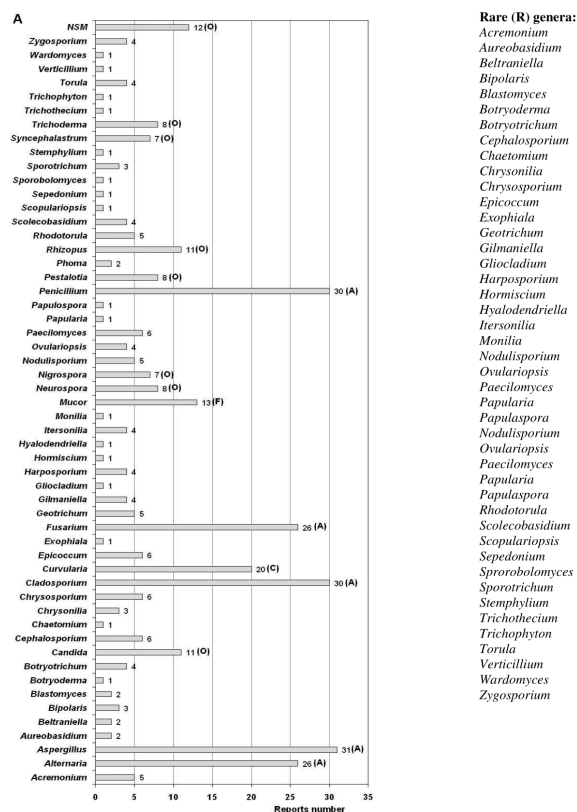 A
NSM 12 (O)
Zygosporium 4
Wardomyces 1
Verticillium 1
Torula 4
Trichophyton 1
Trichothecium 1
Trichoderma 8 (O)
Syncephalastrum 7 (O)
Stemphylium 1
Sporotrichum 3
Sporobolomyces 1
Sepedonium 1
Scopulariopsis 1
Scolecobasidium 4
Rhodotorula 5
Rhizopus 11 (O)
Phoma 2
Pestalotia 8 (O)
Penicillium 30 (A)
Papulospora 1
Papularia 1
Paecilomyces 6
Ovulariopsis 4
Nodulisporium 5
Nigrospora 7 (O)
Neurospora 8 (O)
Mucor 13 (F)
Monilia 1
Itersonilia 4
Hyalodendriella 1
Hormiscium 1
Harposporium 4
Gliocladium 1
Gilmaniella 4
Geotrichum 5
Fusarium 26 (A)
Exophiala 1
Epicoccum 6
Curvularia 20 (C)
Cladosporium 30 (A)
Chrysosporium 6
Chrysonilia 3
Chaetomium 1
Cephalosporium 6
Candida 11 (O)
Botryotrichum 4
Botryoderma 1
Blastomyces 2
Bipolaris 3
Beltraniella 2
Aureobasidium 2
Aspergillus 31 (A)
Alternaria 26 (A)
Acremonium 5
0 5 10 15 20 25 30 35
Reports number
Rare (R) genera:
Acremonium
Aureobasidium
Beltraniella
Bipolaris
Blastomyces
Botryoderma
Botryotrichum
Cephalosporium
Chaetomium
Chrysonilia
Chrysosporium
Epicoccum
Exophiala
Geotrichum
Gilmaniella
Gliocladium
Harposporium
Hormiscium
Hyalodendriella
Itersonilia
Monilia
Nodulisporium
Ovulariopsis
Paecilomyces
Papularia
Papulaspora
Nodulisporium
Ovulariopsis
Paecilomyces
Papularia
Papulaspora
Rhodotorula
Scolecobasidium
Scopulariopsis
Sepedonium
Sprorobolomyces
Sporotrichum
Stemphylium
Trichothecium
Trichophyton
Torula
Verticillium
Wardomyces
Zygosporium